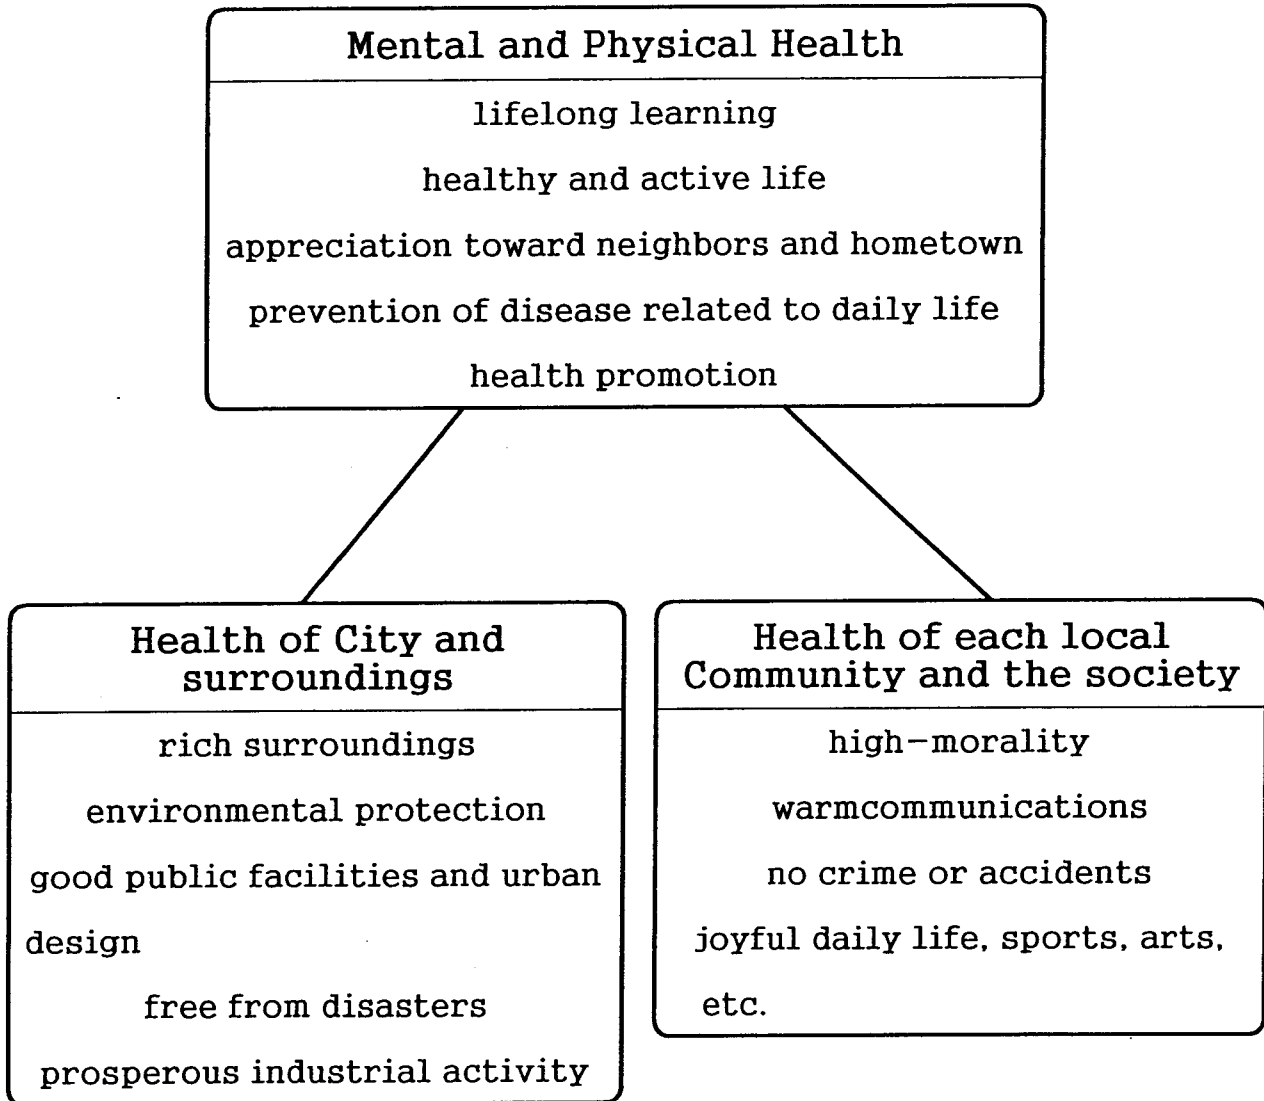 Mental and Physical Health
lifelong learning
healthy and active life
appreciation toward neighbors and hometown
prevention of disease related to daily life
health promotion
Health of City and
surroundings
rich surroundings
environmental protection
good public facilities and urban
design
free from disasters
prosperous industrial activity
Health of each local
Community and the society
high-morality
warmcommunications
no crime or accidents
joyful daily life, sports, arts,
etc.